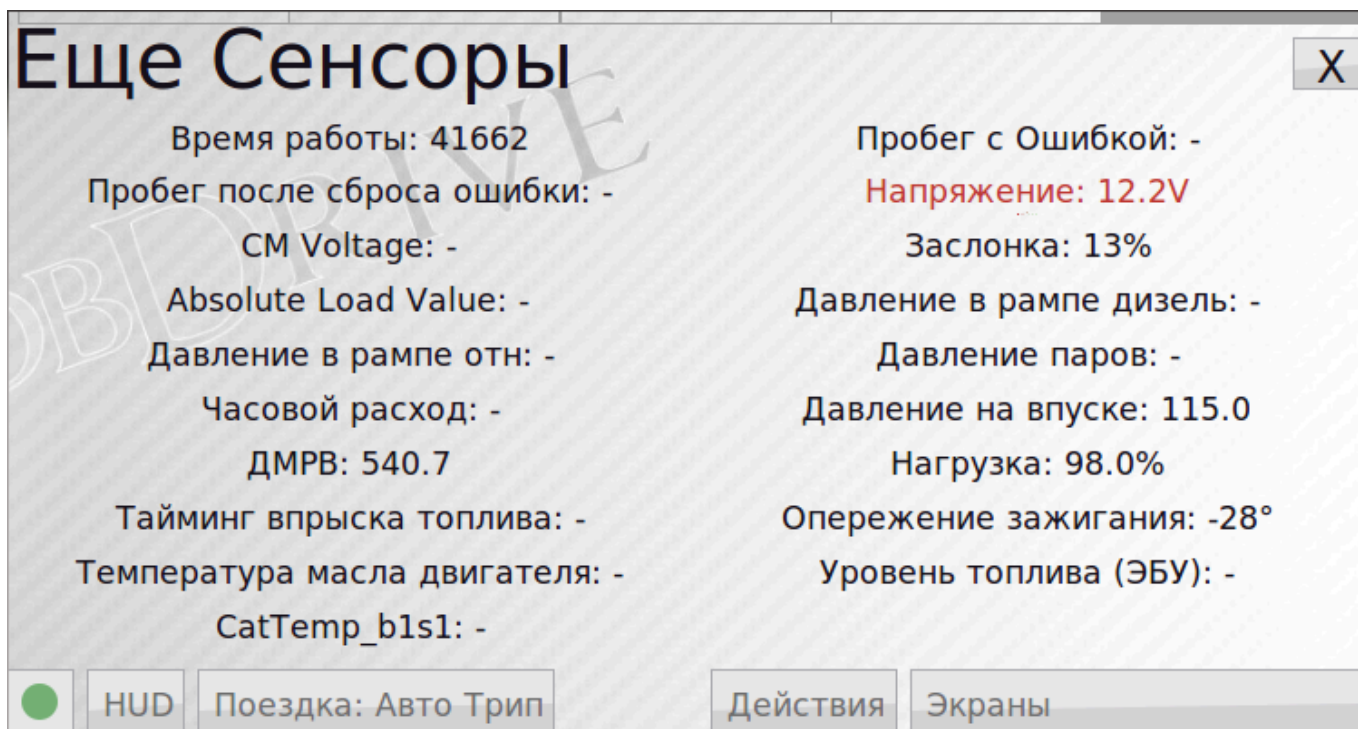 Еще Сенсоры
X
Время работы: 41662
Пробег с Ошибкой: -
Пробег после сброса ошибки: -
Напряжение: 12.2V
CM Voltage: -
Заслонка: 13%
Absolute Load Value: -
Давление в рампе дизель: -
Давление в рампе отн: -
Давление паров: -
Часовой расход: -
Давление на впуске: 115.0
ДМРВ: 540.7
Нагрузка: 98.0%
Тайминг впрыска топлива: -
Опережение зажигания: -28°
Температура масла двигателя: -
Уровень топлива (ЭБУ): -
CatTemp_b1s1: -
OBDRIVE
HUD
Поездка: Авто Трип
Действия
Экраны